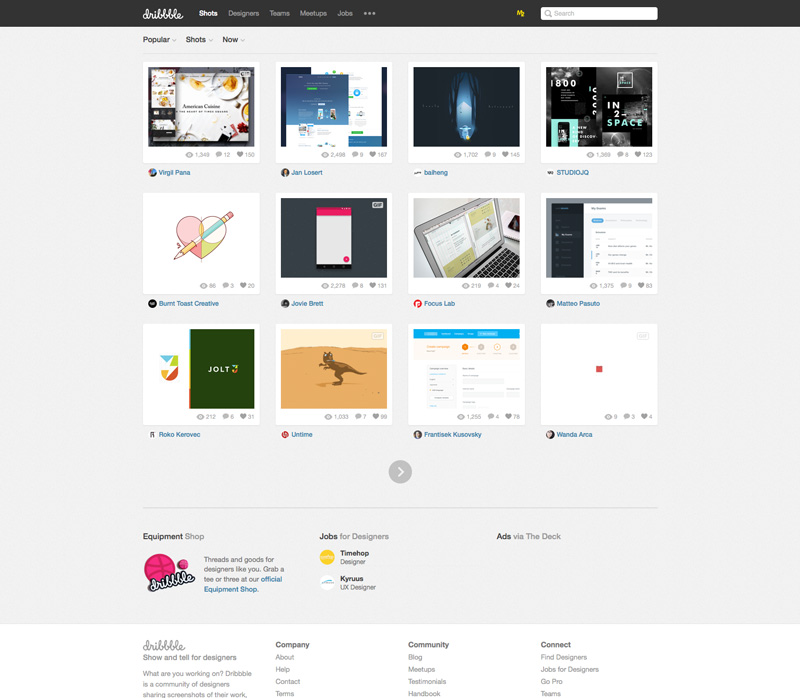 dribbble Shots Designers Teams Meetups Jobs ••• Search
Popular Shots Now
GIF
American Cuisine
1800
IN
2
SPACE
1,349 12 150
2,498 9 187
1,702 9 145
1,389 8 123
Virgil Pana
Jan Losert
baiheng
STUDIOJQ
GIF
My Events
86 3 20
2,278 6 131
219 4 24
1,375 9 83
Burnt Toast Creative
Jovie Brett
Focus Lab
Matteo Pasuto
JOLT
GIF
GIF
212 6 31
1,033 7 99
1,255 4 78
9 3 4
Roko Kerovec
Untime
Frantisek Kusovsky
Wanda Arca
Equipment Shop
dribbble
Threads and goods for
designers like you. Grab a
tee or three at our official
Equipment Shop.
Jobs for Designers
Timehop
Designer
Kyruus
UX Designer
Ads via The Deck
dribbble
Show and tell for designers
What are you working on? Dribbble
is a community of designers
sharing screenshots of their work,
Company
About
Help
Contact
Terms
Community
Blog
Meetups
Testimonials
Handbook
Connect
Find Designers
Jobs for Designers
Go Pro
Teams